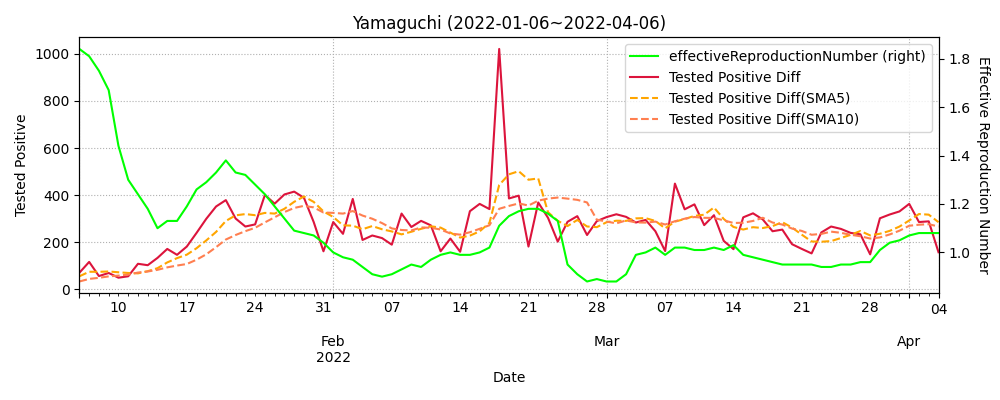 Yamaguchi (2022-01-06~2022-04-06)
effectiveReproductionNumber (right)
Tested Positive Diff
Tested Positive Diff(SMA5)
Tested Positive Diff(SMA10)
Tested Positive
1000
800
600
400
200
0
1.8
1.6
1.4
1.2
1.0
Effective Reproduction Number
10 17 24 31 07 14 21 28 07 14 21 28 04
Feb Mar Apr
2022
Date